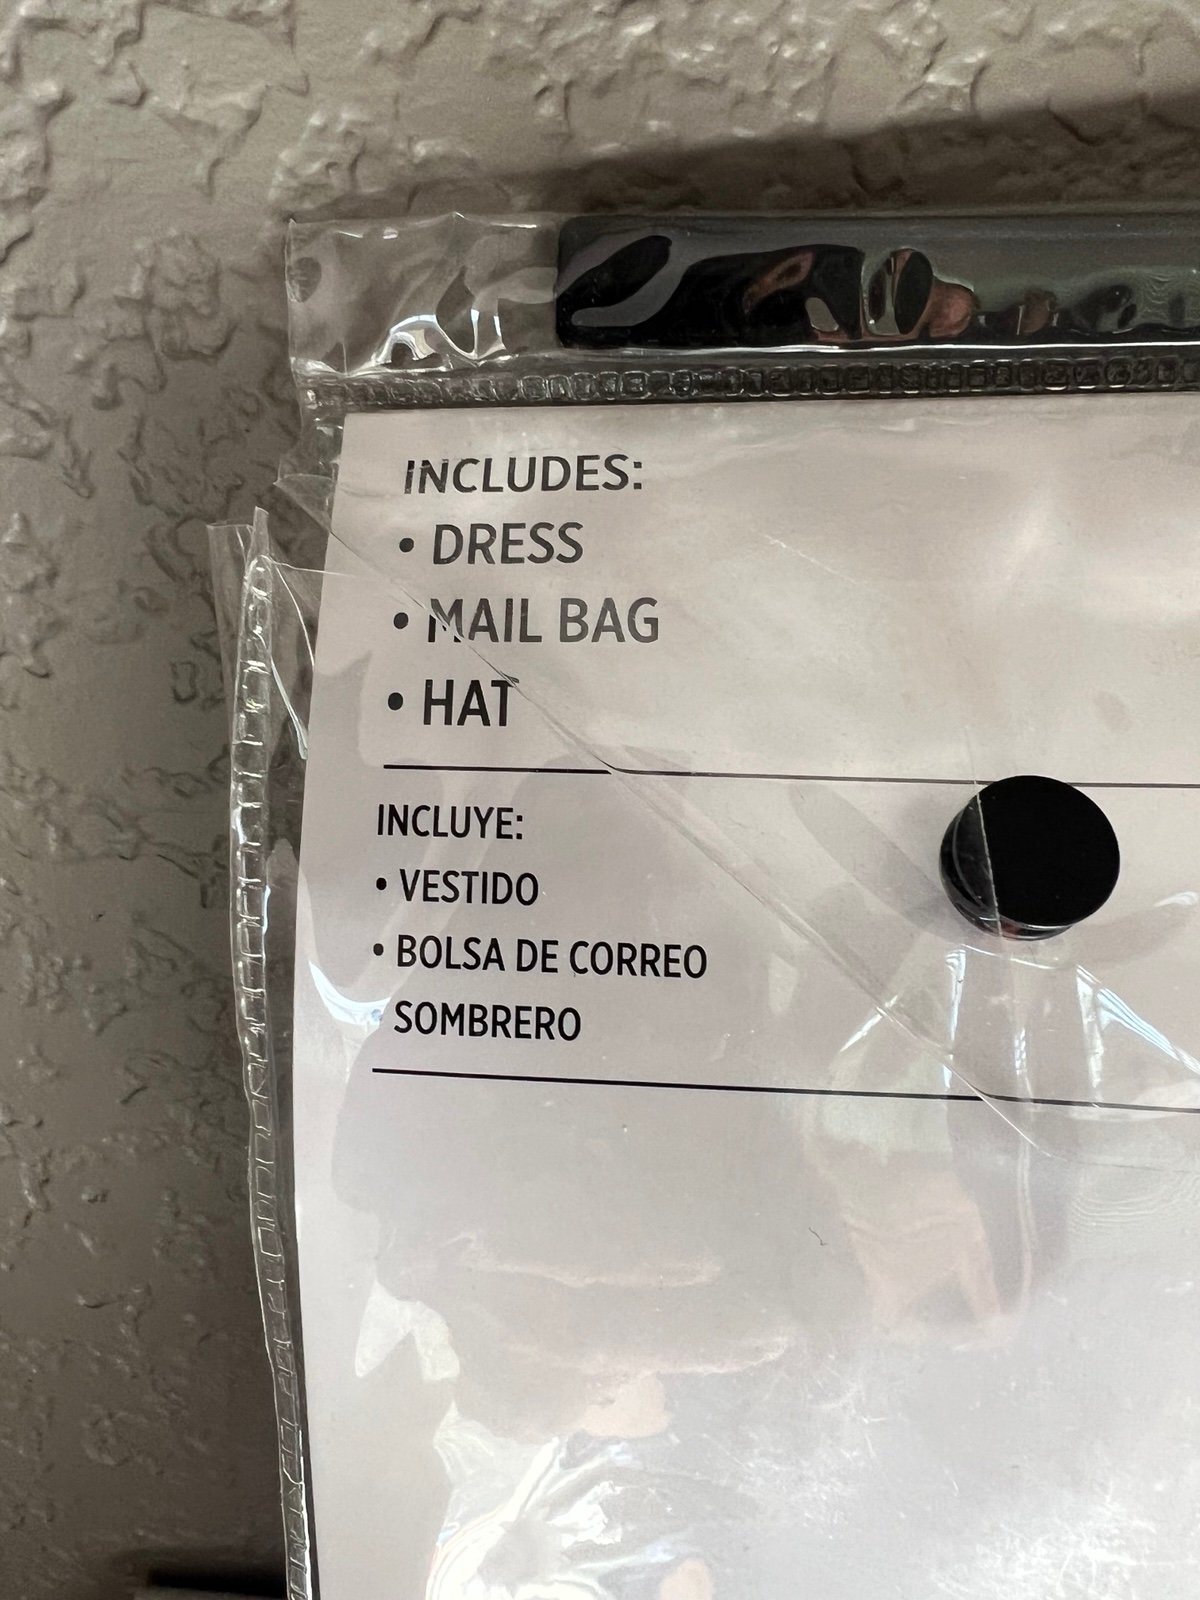 INCLUDES:
• DRESS
• MAIL BAG
• HAT
INCLUYE:
• VESTIDO
• BOLSA DE CORREO
• SOMBRERO